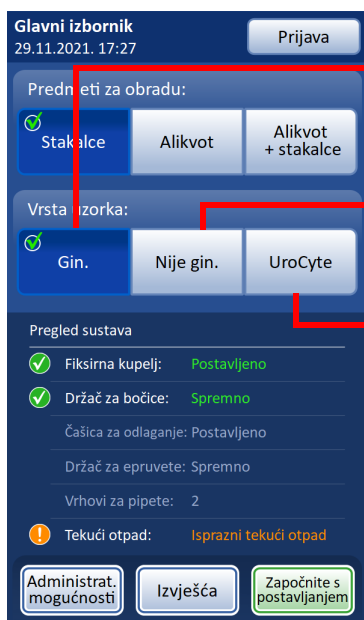 Glavni izbornik
29.11.2021. 17:27
Prijava
Predmeti za obradu:
Stakalce
Alikvot
Alikvot
+ stakalce
Vrsta uzorka:
Gin.
Nije gin.
UroCyte
Pregled sustava
Fiksirna kupelj: Postavljeno
Držač za bočice: Spremno
Čašica za odlaganje: Postavljeno
Držač za epruvete: Spremno
Vrhovi za pipete: 2
Tekući otpad: Isprazni tekući otpad
Administrat.
mogućnosti
Izvješća
Započnite s
postavljanjem